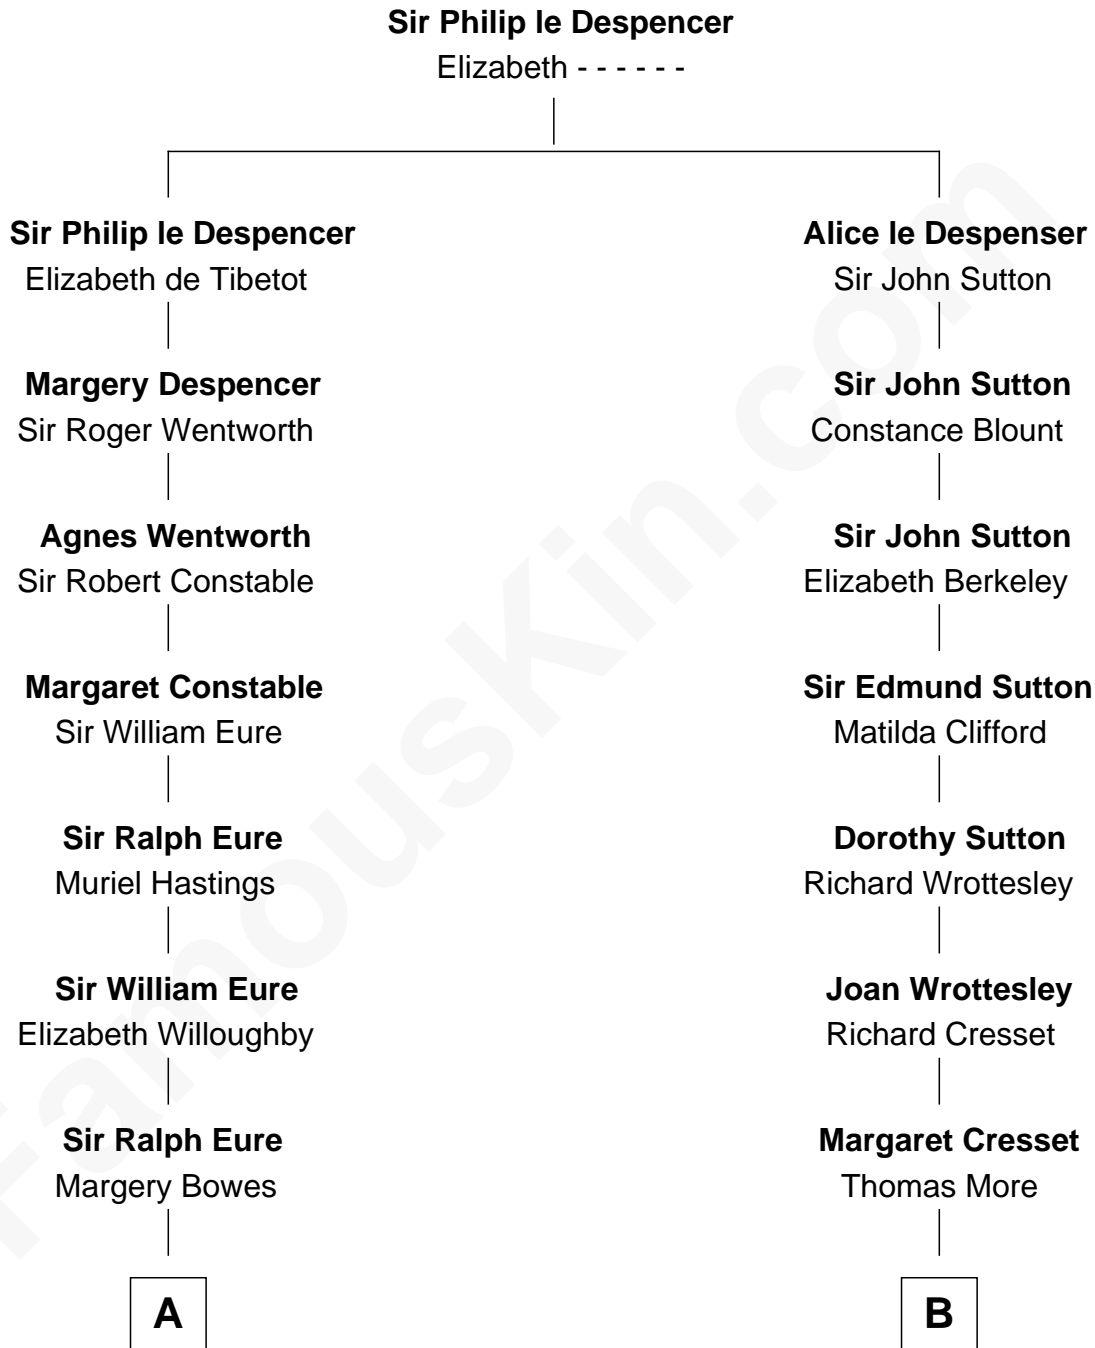 Sir Philip le Despencer
Elizabeth - - - - - -
Sir Philip le Despencer
Elizabeth de Tibetot
Alice le Despenser
Sir John Sutton
Margery Despencer
Sir Roger Wentworth
Sir John Sutton
Constance Blount
Agnes Wentworth
Sir Robert Constable
Sir John Sutton
Elizabeth Berkeley
Margaret Constable
Sir William Eure
Sir Edmund Sutton
Matilda Clifford
Sir Ralph Eure
Muriel Hastings
Dorothy Sutton
Richard Wrottesley
Sir William Eure
Elizabeth Willoughby
Joan Wrottesley
Richard Cresset
Sir Ralph Eure
Margery Bowes
Margaret Cresset
Thomas More
A
B
FamousKin.com